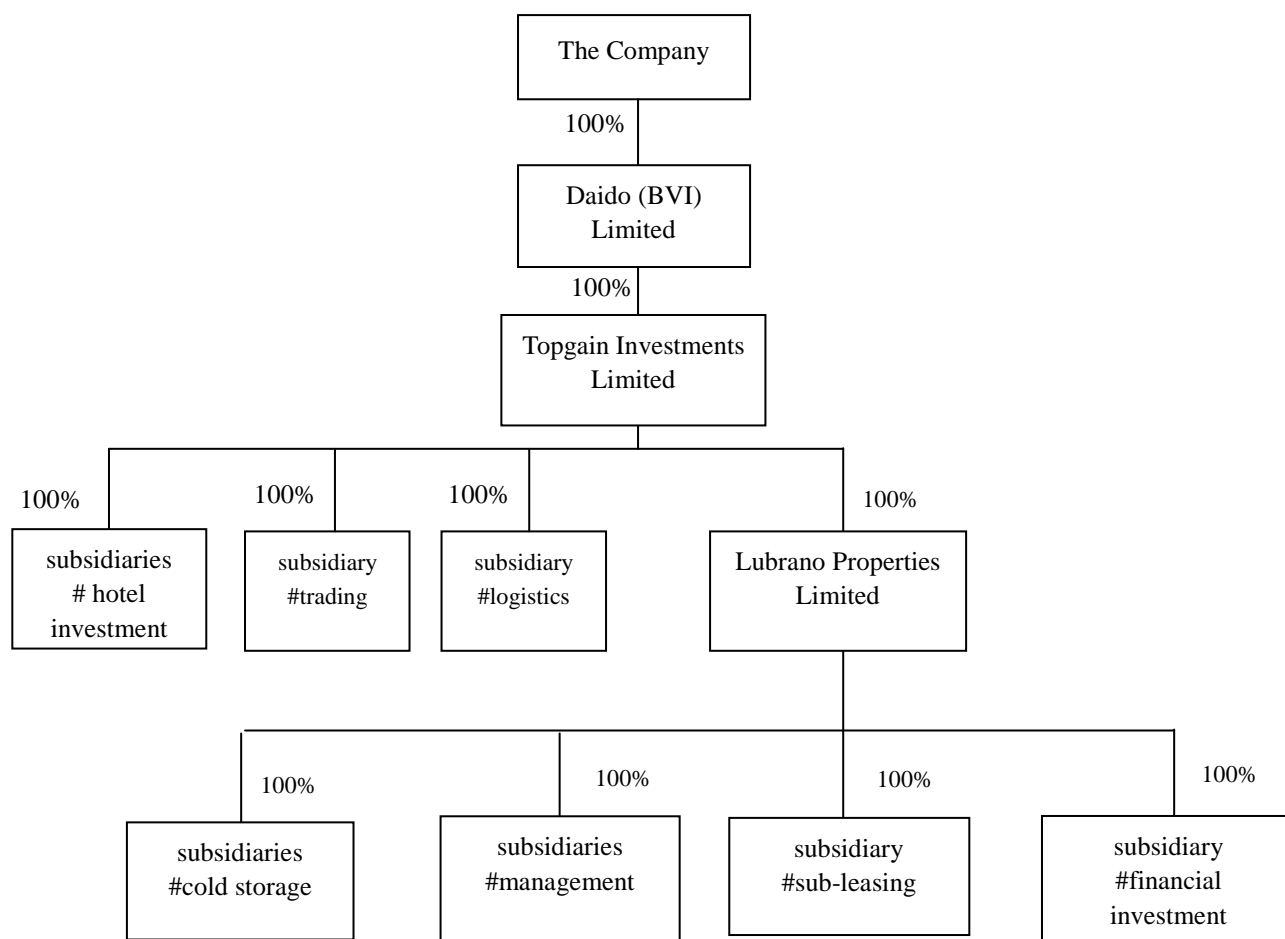 The Company
100%
Daido (BVI)
Limited
100%
Topgain Investments
Limited
100%
100%
100%
100%
subsidiaries
# hotel
investment
subsidiary
#trading
subsidiary
#logistics
Lubrano Properties
Limited
100%
100%
100%
100%
subsidiaries
#cold storage
subsidiaries
#management
subsidiary
#sub-leasing
subsidiary
#financial
investment